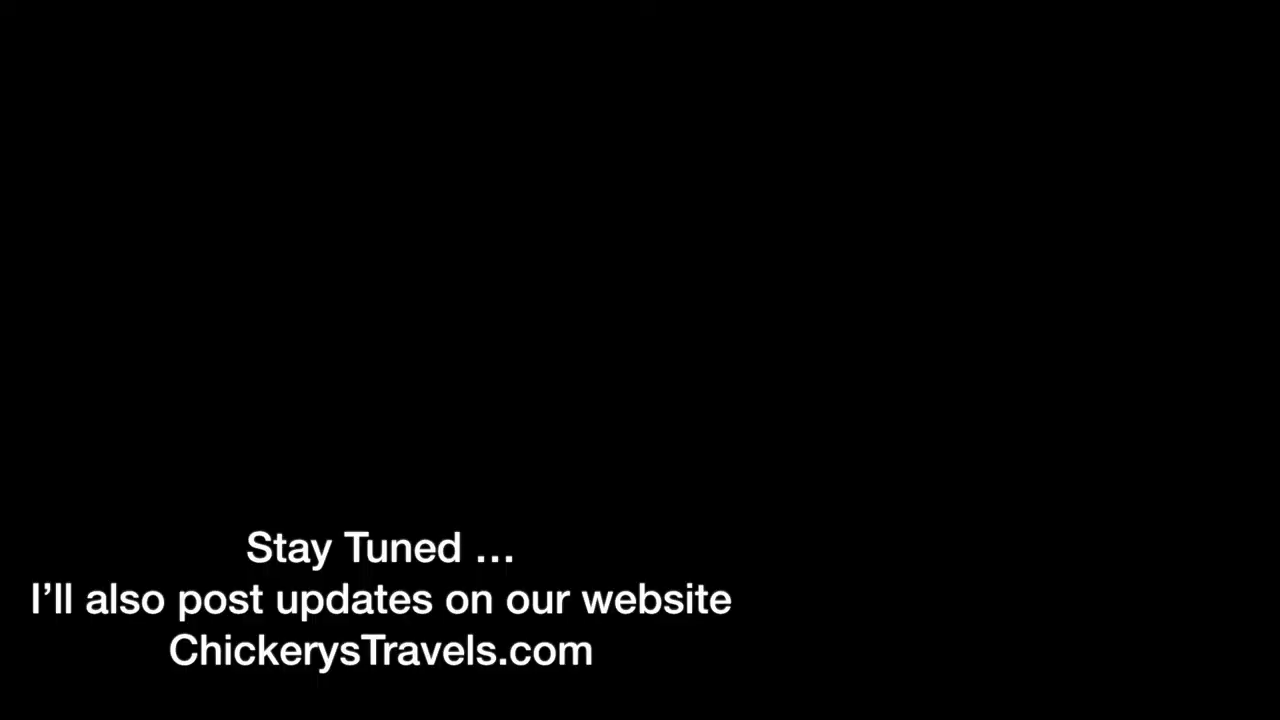 Stay Tuned …
I’ll also post updates on our website
ChickerysTravels.com